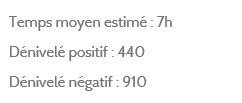 Temps moyen estimé : 7h
Dénivelé positif : 440
Dénivelé négatif : 910